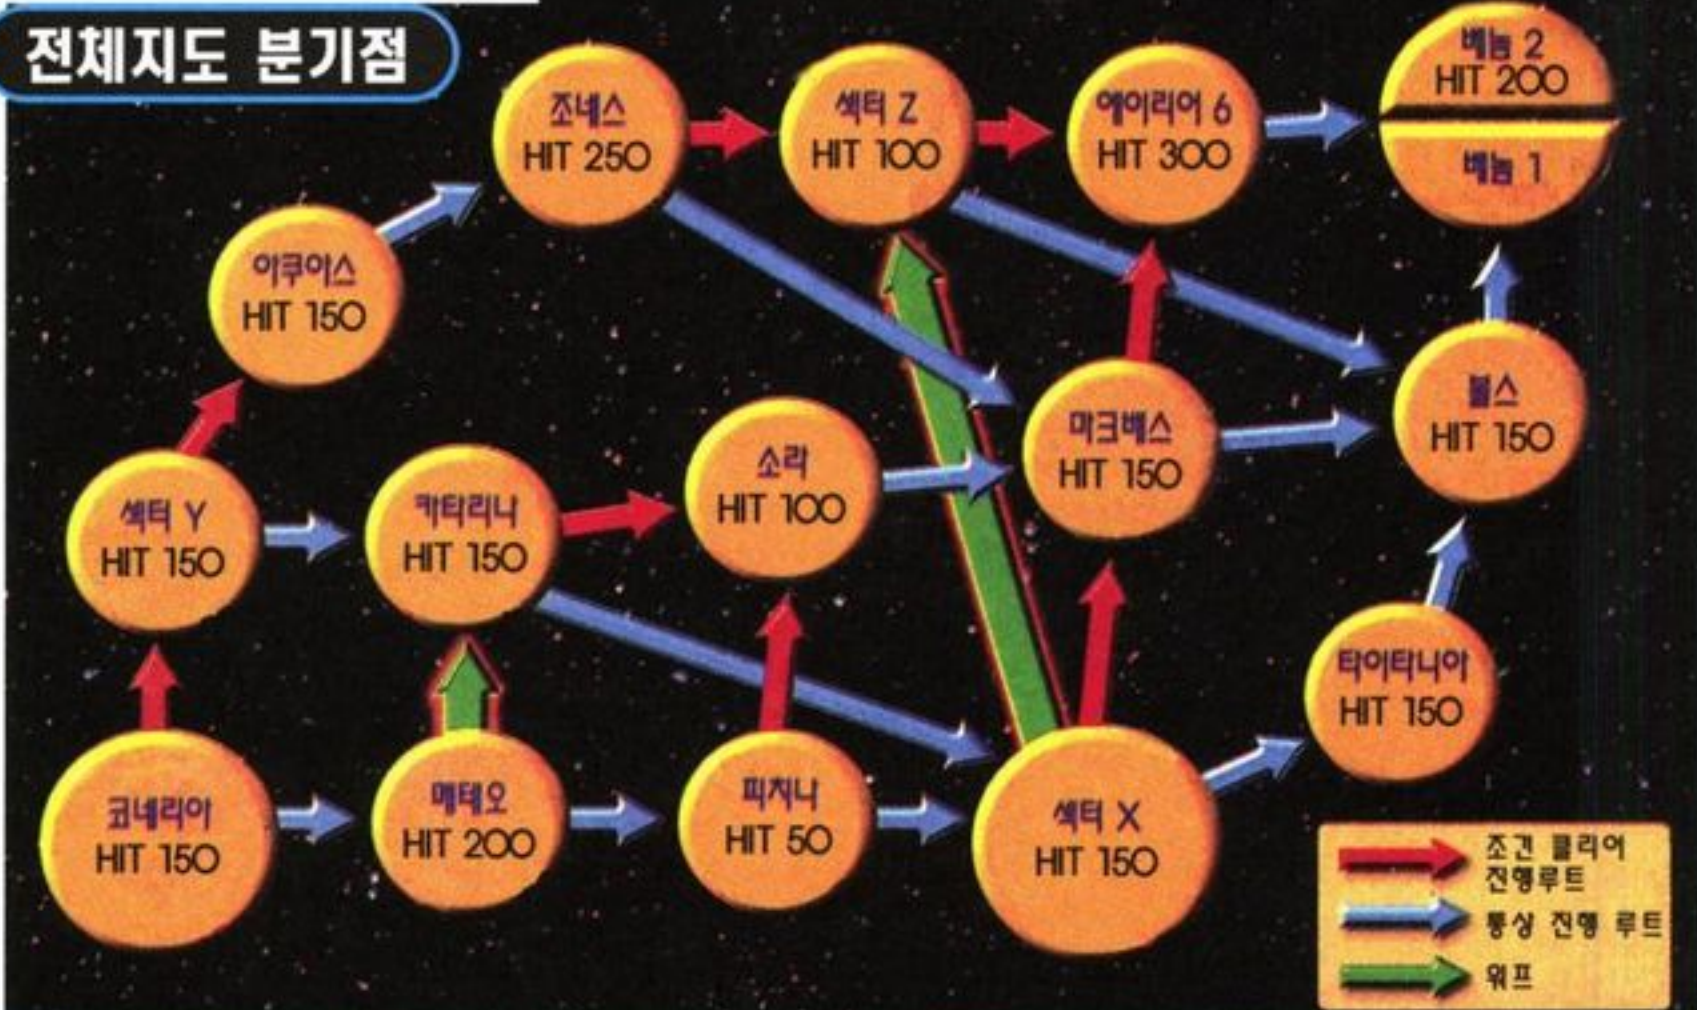 전체지도 분기점
조네스
HIT 250
섹터 Z
HIT 100
에이리어 6
HIT 300
베놈 2
HIT 200
베놈 1
아쿠아스
HIT 150
섹터 Y
HIT 150
카타리나
HIT 150
소라
HIT 100
마크베스
HIT 150
볼스
HIT 150
타이타니아
HIT 150
코네리아
HIT 150
메테오
HIT 200
피치나
HIT 50
섹터 X
HIT 150
조건 클리어
진행루트
통상 진행 루트
워프